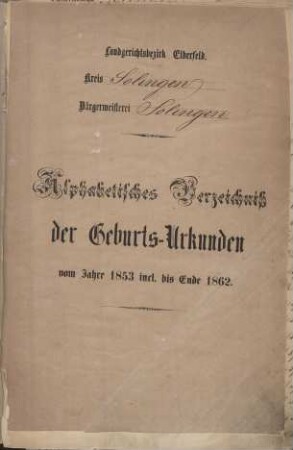 Landgerichtsbezirk Elberfeld.
Kreis Solingen
Bürgermeisterei Solingen
Alphabetisches Verzeichniß
der Geburts-Urkunden
vom Jahre 1853 incl. bis Ende 1862.